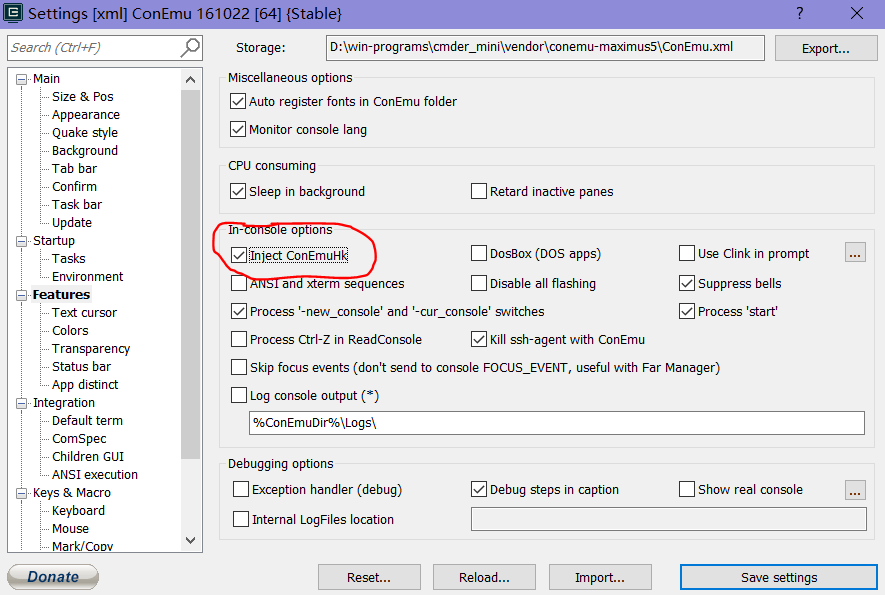 Settings [xml] ConEmu 161022 [64] {Stable}
?
Search (Ctrl+F)
Storage:
D:\win-programs\cmder_mini\vendor\conemu-maximus5\ConEmu.xml
Export...
Main
Size & Pos
Appearance
Quake style
Background
Tab bar
Confirm
Task bar
Update
Startup
Tasks
Environment
Features
Text cursor
Colors
Transparency
Status bar
App distinct
Integration
Default term
ComSpec
Children GUI
ANSI execution
Keys & Macro
Keyboard
Mouse
Mark/Copy
Miscellaneous options
Auto register fonts in ConEmu folder
Monitor console lang
CPU consuming
Sleep in background
Retard inactive panes
In-console options
Inject ConEmuHk
DosBox (DOS apps)
Use Clink in prompt
...
ANSI and xterm sequences
Disable all flashing
Suppress bells
Process '-new_console' and '-cur_console' switches
Process 'start'
Process Ctrl-Z in ReadConsole
Kill ssh-agent with ConEmu
Skip focus events (don't send to console FOCUS_EVENT, useful with Far Manager)
Log console output (*)
%ConEmuDir%\Logs\
Debugging options
Exception handler (debug)
Debug steps in caption
Show real console
...
Internal LogFiles location
Donate
Reset...
Reload...
Import...
Save settings